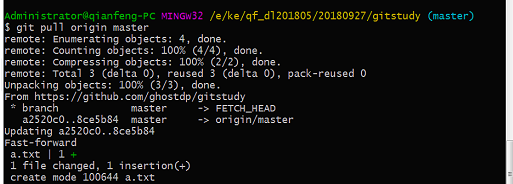 Administrator@qianfeng-PC MINGW32 /e/ke/qf_dl201805/20180927/gitstudy (master)
$ git pull origin master
remote: Enumerating objects: 4, done.
remote: Counting objects: 100% (4/4), done.
remote: Compressing objects: 100% (2/2), done.
remote: Total 3 (delta 0), reused 3 (delta 0), pack-reused 0
Unpacking objects: 100% (3/3), done.
From https://github.com/ghostdp/gitstudy
 * branch            master     -> FETCH_HEAD
   a2520c0..8ce5b84  master     -> origin/master
Updating a2520c0..8ce5b84
Fast-forward
 a.txt | 1 +
 1 file changed, 1 insertion(+)
 create mode 100644 a.txt